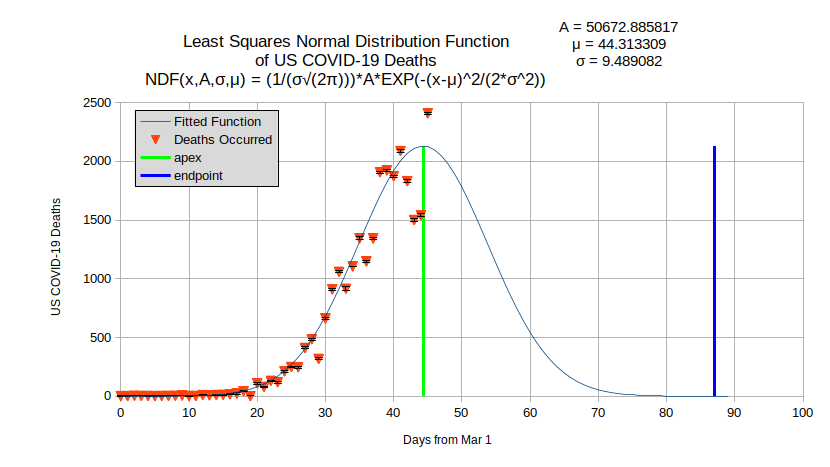 A = 50672.885817
μ = 44.313309
σ = 9.489082
Least Squares Normal Distribution Function
of US COVID-19 Deaths
NDF(x,A,σ,μ) = (1/(σ√(2π)))*A*EXP(-(x-μ)^2/(2*σ^2))
2500
2000
1500
1000
500
0
Fitted Function
Deaths Occurred
apex
endpoint
US COVID-19 Deaths
0 10 20 30 40 50 60 70 80 90 100
Days from Mar 1